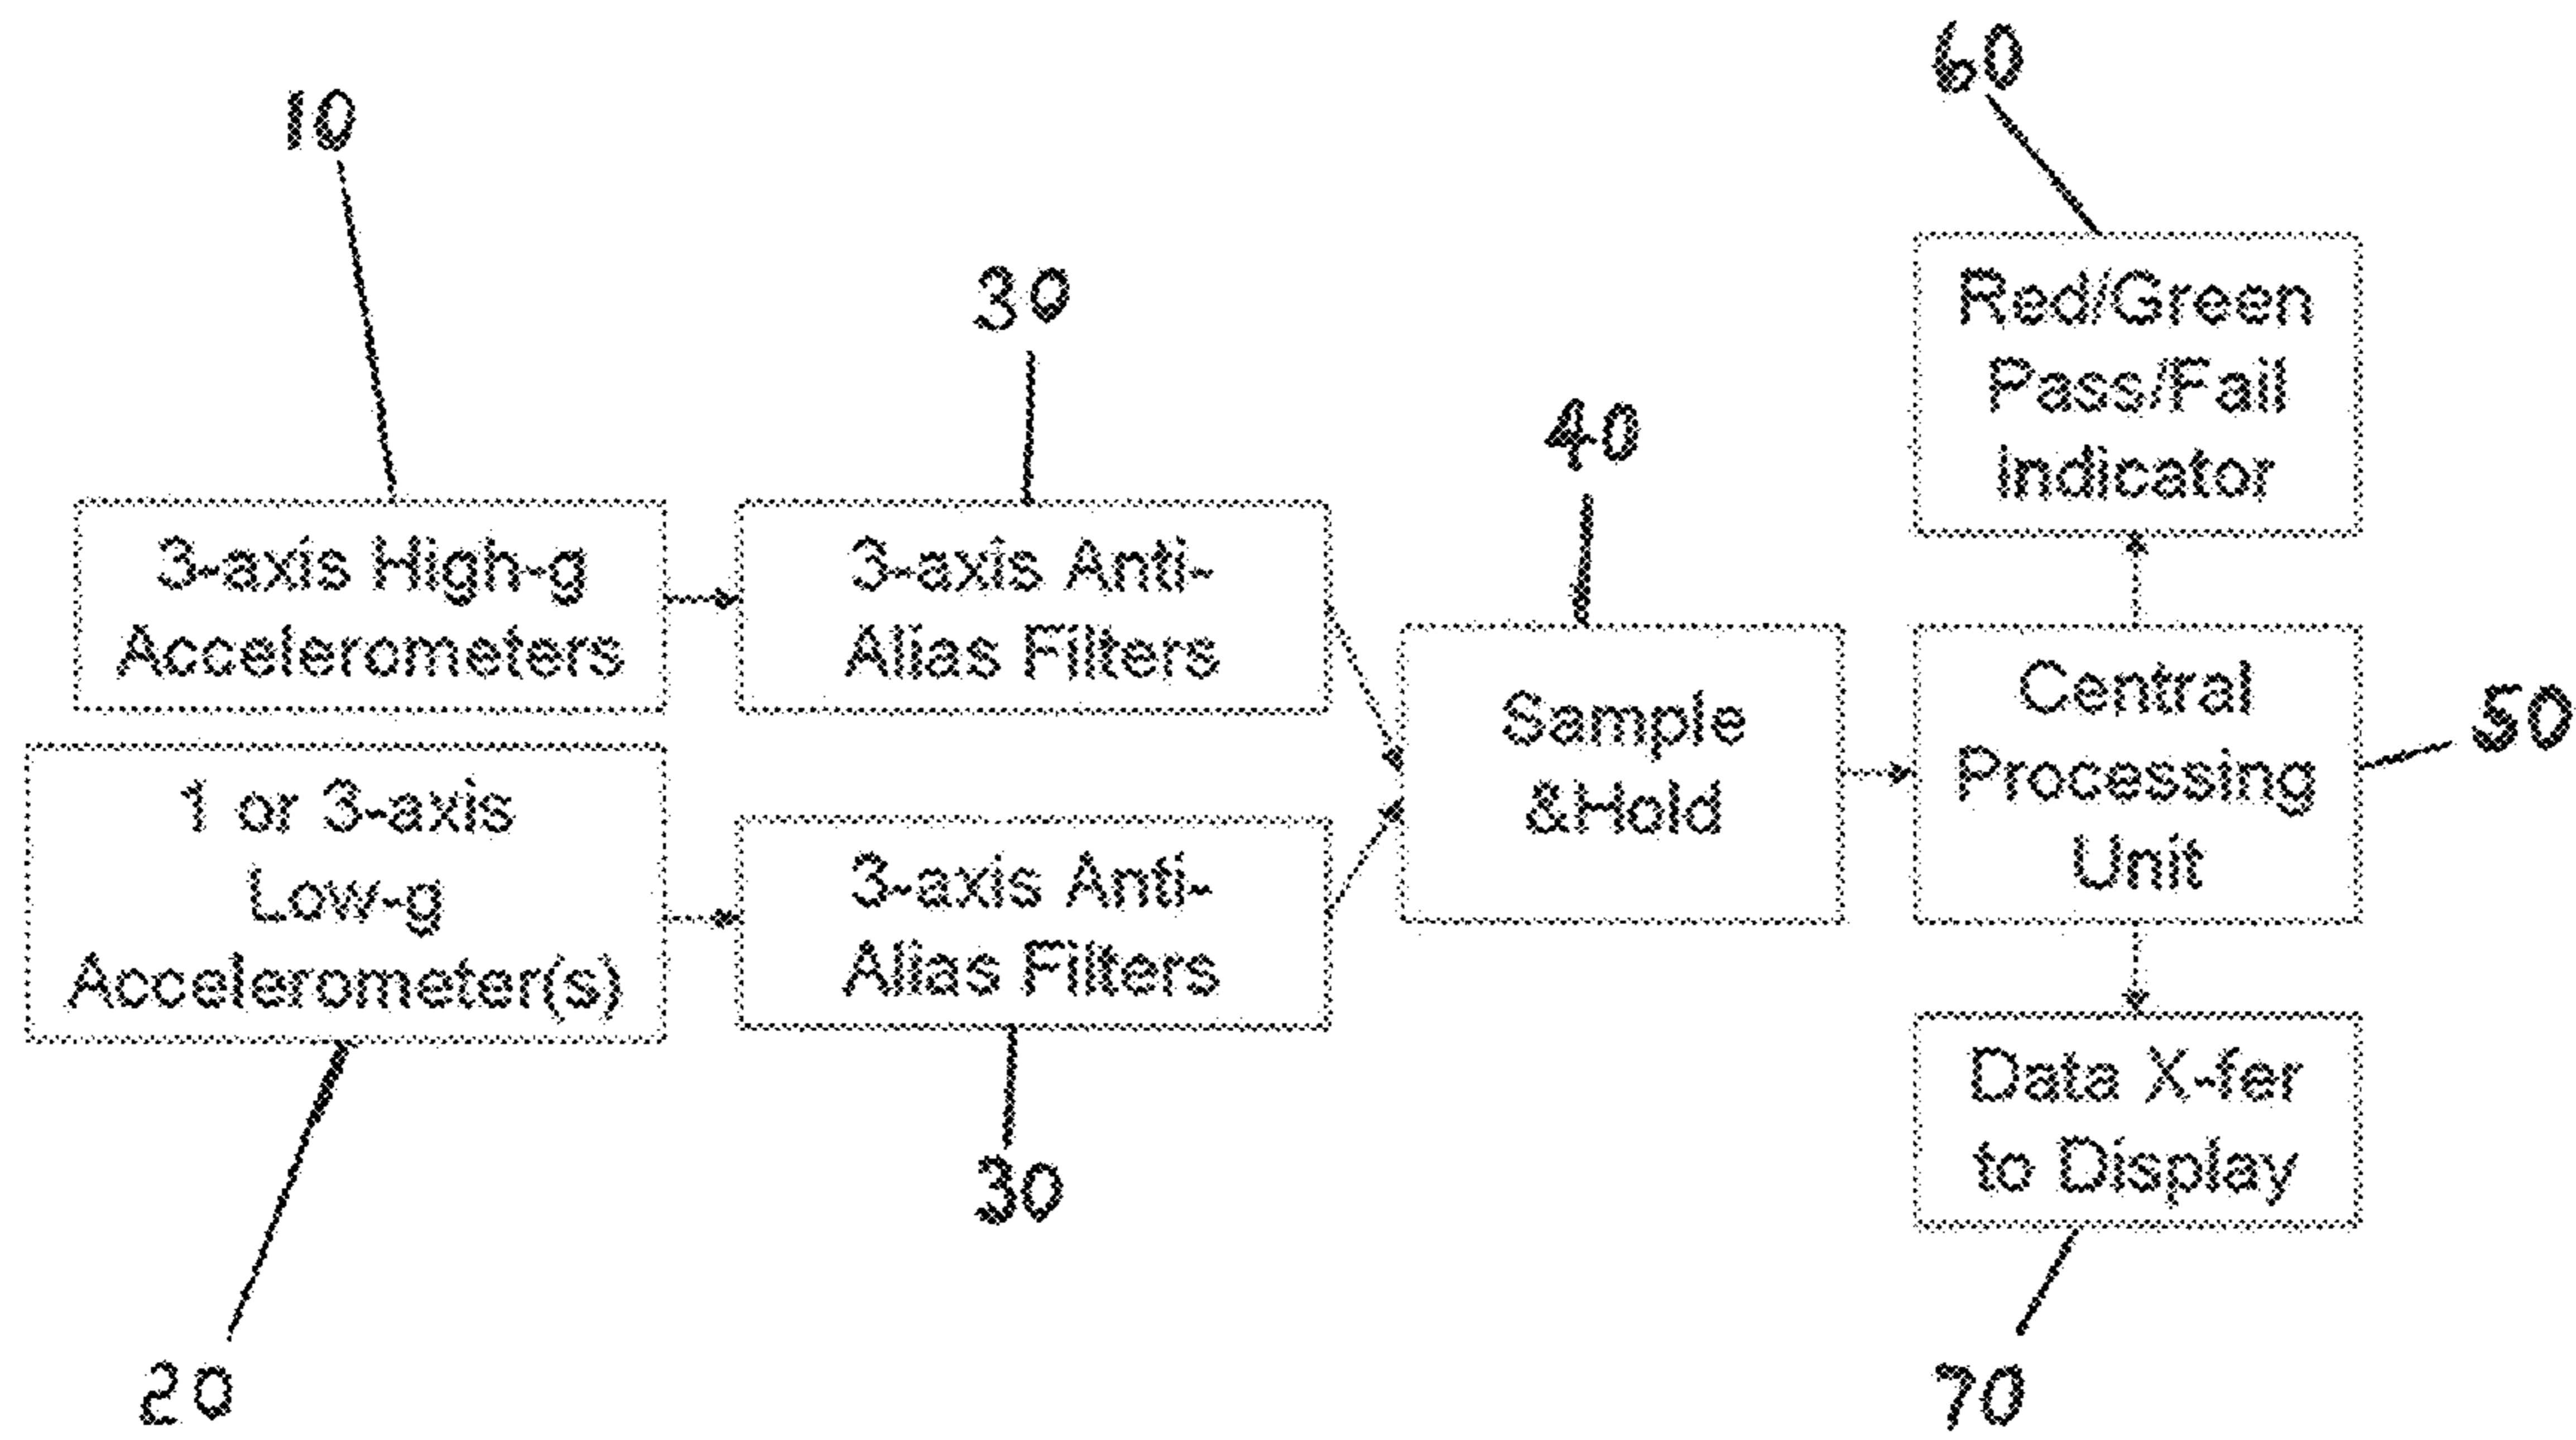 10
3-axis High-g
Accelerometers
1 or 3-axis
Low-g
Accelerometer(s)
20
30
3-axis Anti-
Alias Filters
3-axis Anti-
Alias Filters
30
40
Sample
&Hold
60
Red/Green
Pass/Fail
Indicator
Central
Processing
Unit
50
Data X-fer
to Display
70